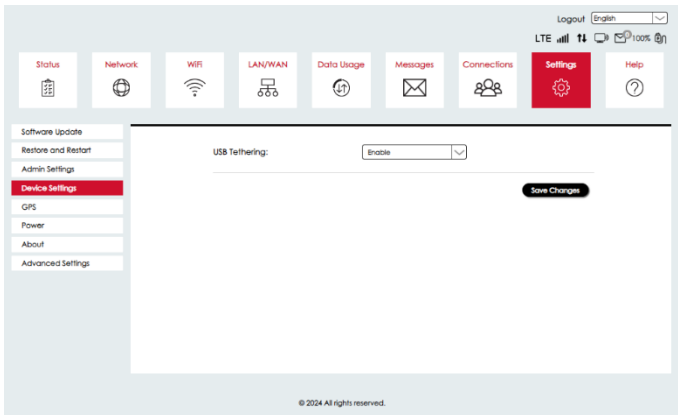 Logout English
LTE 100%
Status Network WiFi LAN/WAN Data Usage Messages Connections Settings Help
Software Update
Restore and Restart
Admin Settings
Device Settings
GPS
Power
About
Advanced Settings
USB Tethering: Enable
Save Changes
© 2024 All rights reserved.